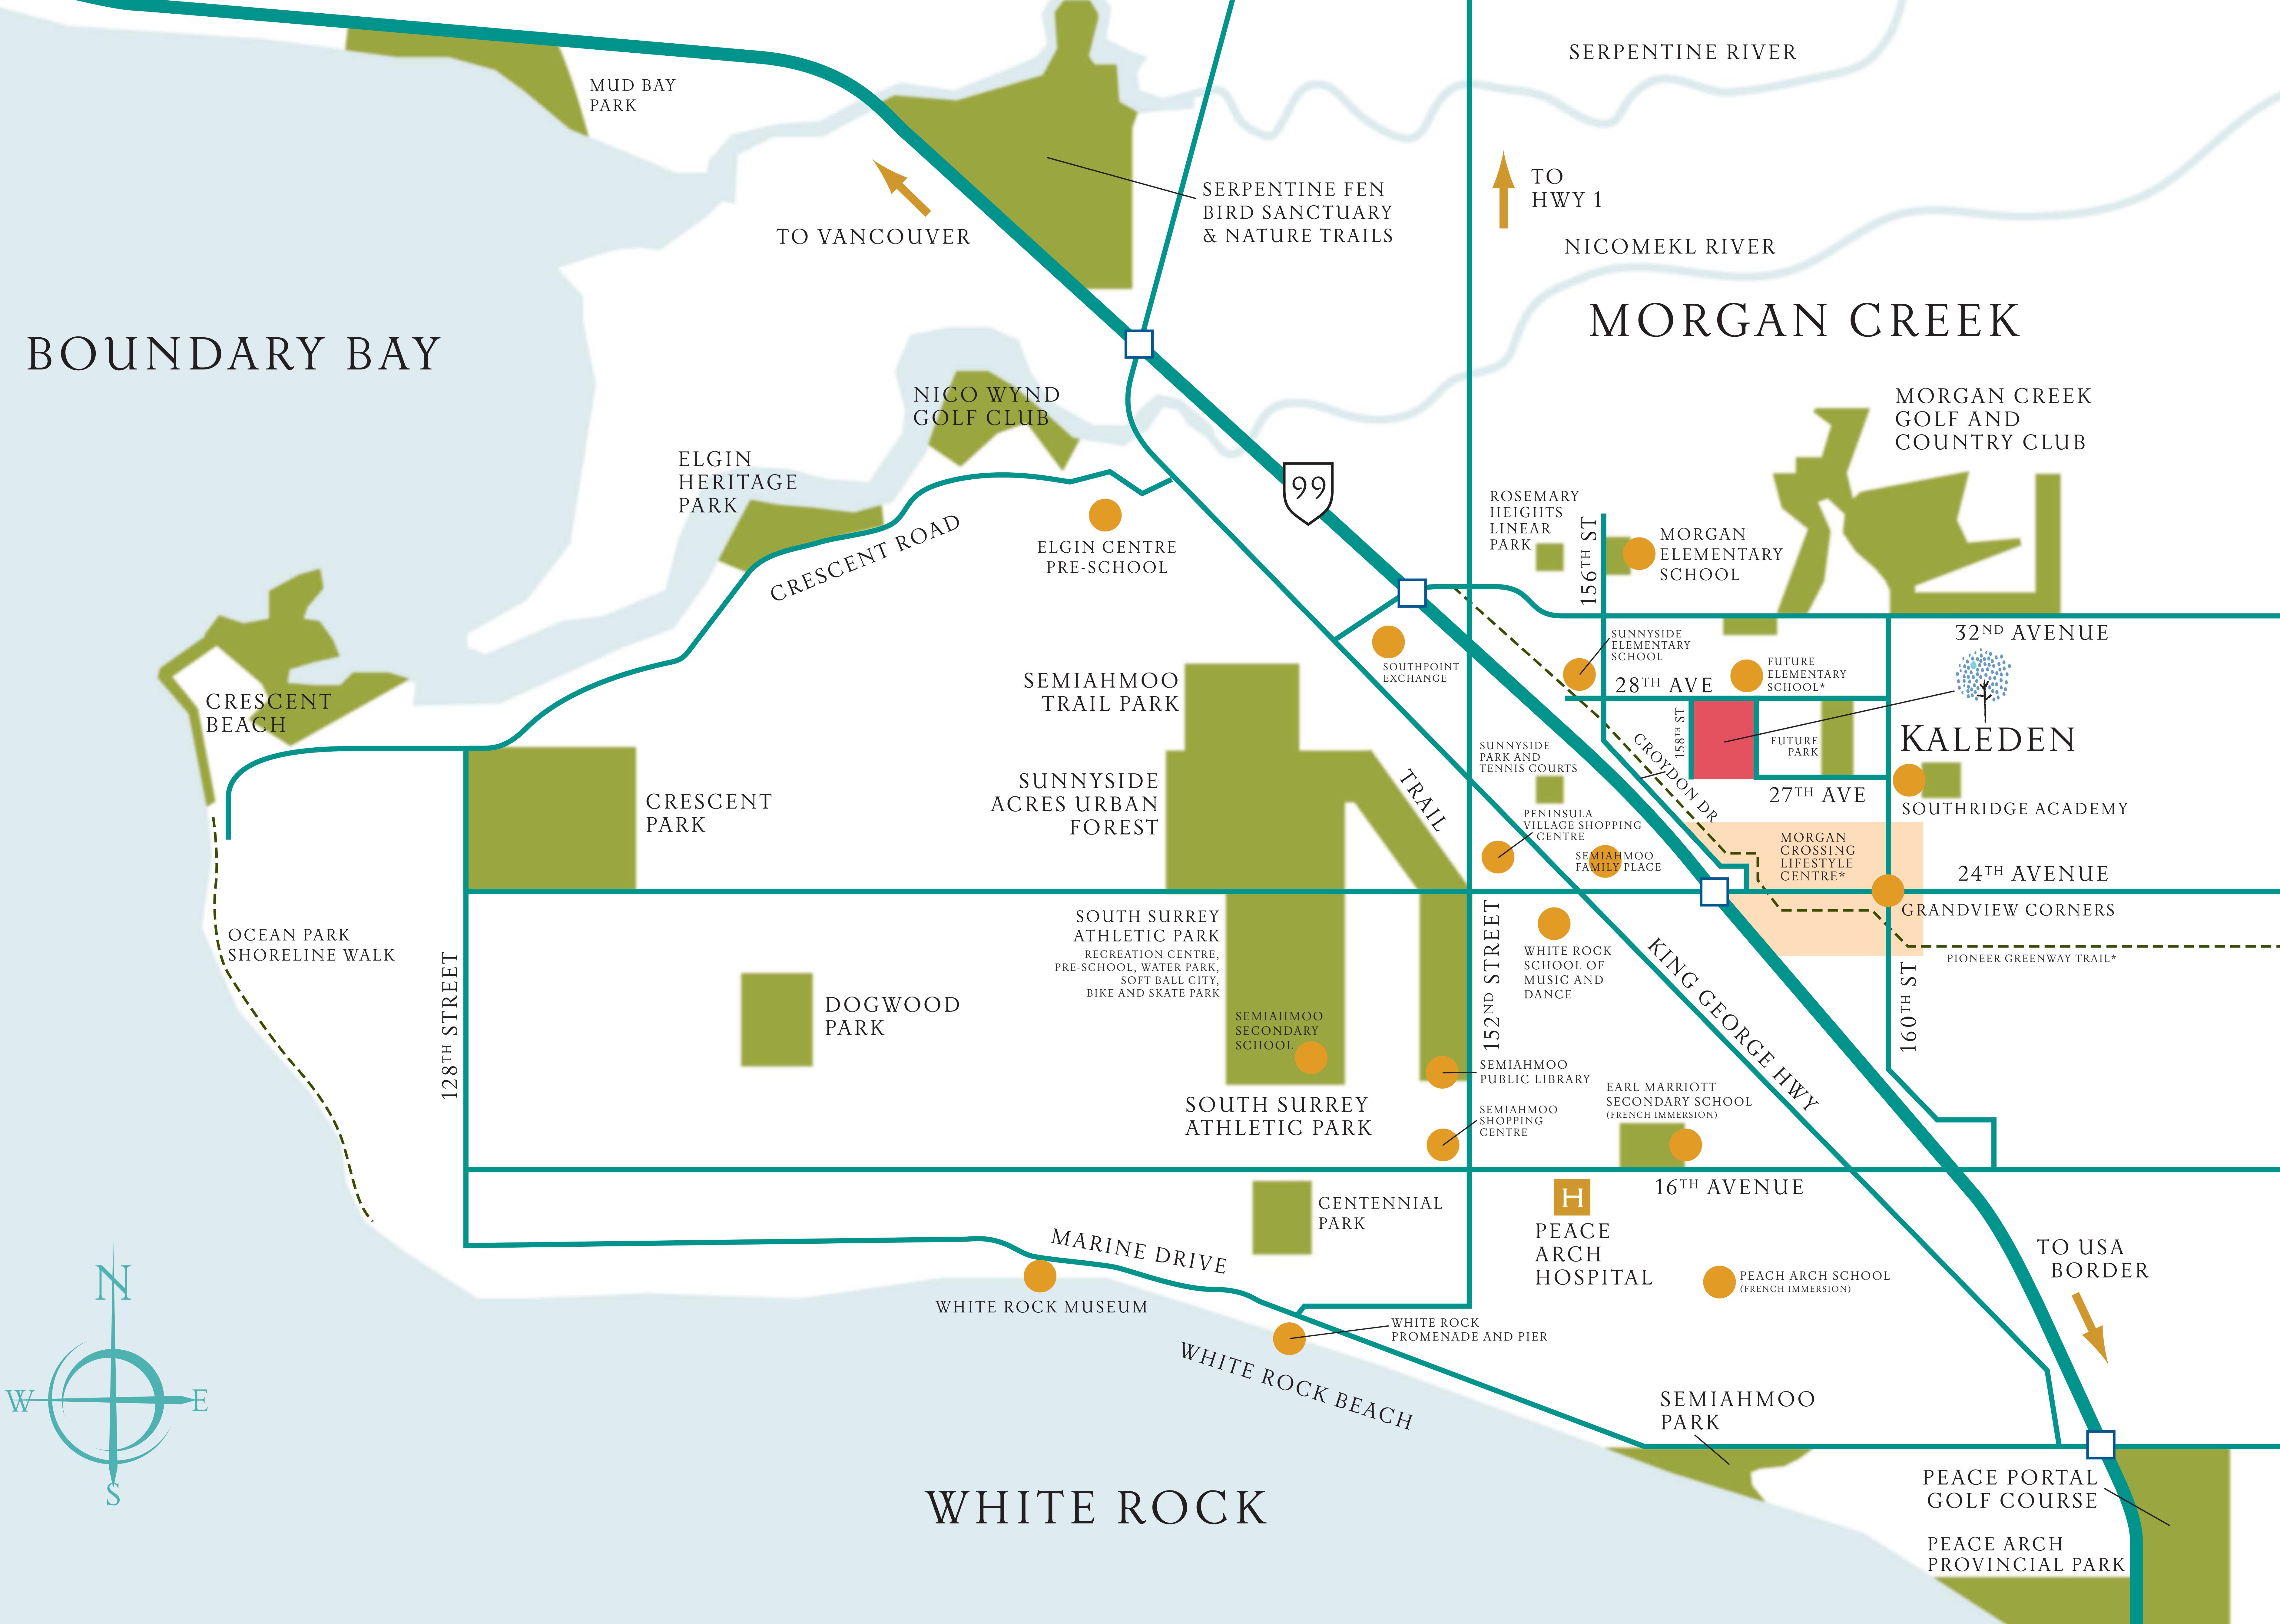 SERPENTINE RIVER
MUD BAY
PARK
TO
HWY 1
SERPENTINE FEN
BIRD SANCTUARY
& NATURE TRAILS
TO VANCOUVER
NICOMEKL RIVER
MORGAN CREEK
BOUNDARY BAY
NICO WYND
GOLF CLUB
MORGAN CREEK
GOLF AND
COUNTRY CLUB
ELGIN
HERITAGE
PARK
99
ROSEMARY
HEIGHTS
LINEAR
PARK
156TH ST
MORGAN
ELEMENTARY
SCHOOL
CRESCENT ROAD
ELGIN CENTRE
PRE-SCHOOL
32ND AVENUE
SUNNYSIDE
ELEMENTARY
SCHOOL
SOUTHPOINT
EXCHANGE
FUTURE
ELEMENTARY
SCHOOL*
28TH AVE
SEMIAHMOO
TRAIL PARK
CRESCENT
BEACH
158TH ST
FUTURE
PARK
KALEDEN
SUNNYSIDE
PARK AND
TENNIS COURTS
CROYDON DR
27TH AVE
SOUTHRIDGE ACADEMY
CRESCENT
PARK
SUNNYSIDE
ACRES URBAN
FOREST
TRAIL
PENINSULA
VILLAGE SHOPPING
CENTRE
SEMIAHMOO
FAMILY PLACE
MORGAN
CROSSING
LIFESTYLE
CENTRE*
24TH AVENUE
GRANDVIEW CORNERS
OCEAN PARK
SHORELINE WALK
SOUTH SURREY
ATHLETIC PARK
RECREATION CENTRE,
PRE-SCHOOL, WATER PARK,
SOFT BALL CITY,
BIKE AND SKATE PARK
152ND STREET
WHITE ROCK
SCHOOL OF
MUSIC AND
DANCE
KING GEORGE HWY
PIONEER GREENWAY TRAIL*
160TH ST
128TH STREET
DOGWOOD
PARK
SEMIAHMOO
SECONDARY
SCHOOL
SEMIAHMOO
PUBLIC LIBRARY
EARL MARRIOTT
SECONDARY SCHOOL
(FRENCH IMMERSION)
SOUTH SURREY
ATHLETIC PARK
SEMIAHMOO
SHOPPING
CENTRE
16TH AVENUE
CENTENNIAL
PARK
H
PEACE
ARCH
HOSPITAL
MARINE DRIVE
TO USA
BORDER
PEACH ARCH SCHOOL
(FRENCH IMMERSION)
WHITE ROCK MUSEUM
WHITE ROCK
PROMENADE AND PIER
WHITE ROCK BEACH
N
W
E
S
SEMIAHMOO
PARK
WHITE ROCK
PEACE PORTAL
GOLF COURSE
PEACE ARCH
PROVINCIAL PARK